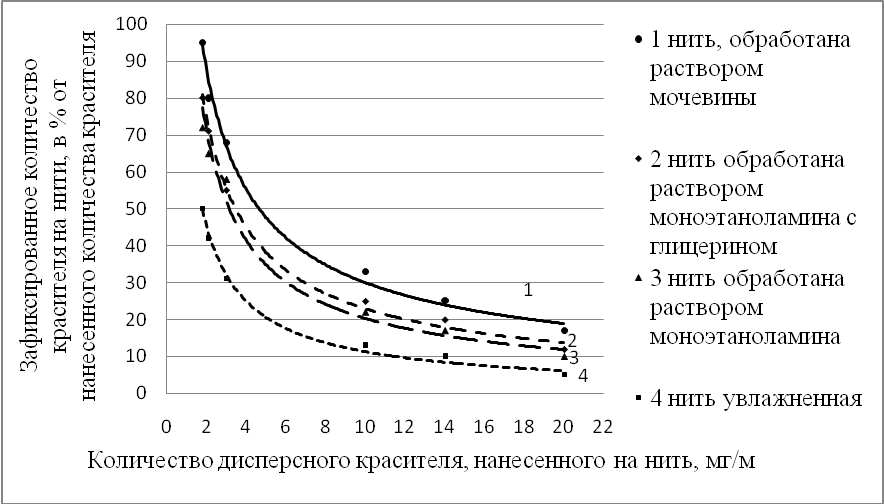 Зафиксированное количество
красителя на нити, в % от
нанесенного количества красителя
100
90
80
70
60
50
40
30
20
10
0
0 2 4 6 8 10 12 14 16 18 20 22
1
2
3
4
Количество дисперсного красителя, нанесенного на нить, мг/м
1 нить, обработана
раствором
мочевины
2 нить обработана
раствором
моноэтаноламина с
глицерином
3 нить обработана
раствором
моноэтаноламина
4 нить увлажненная